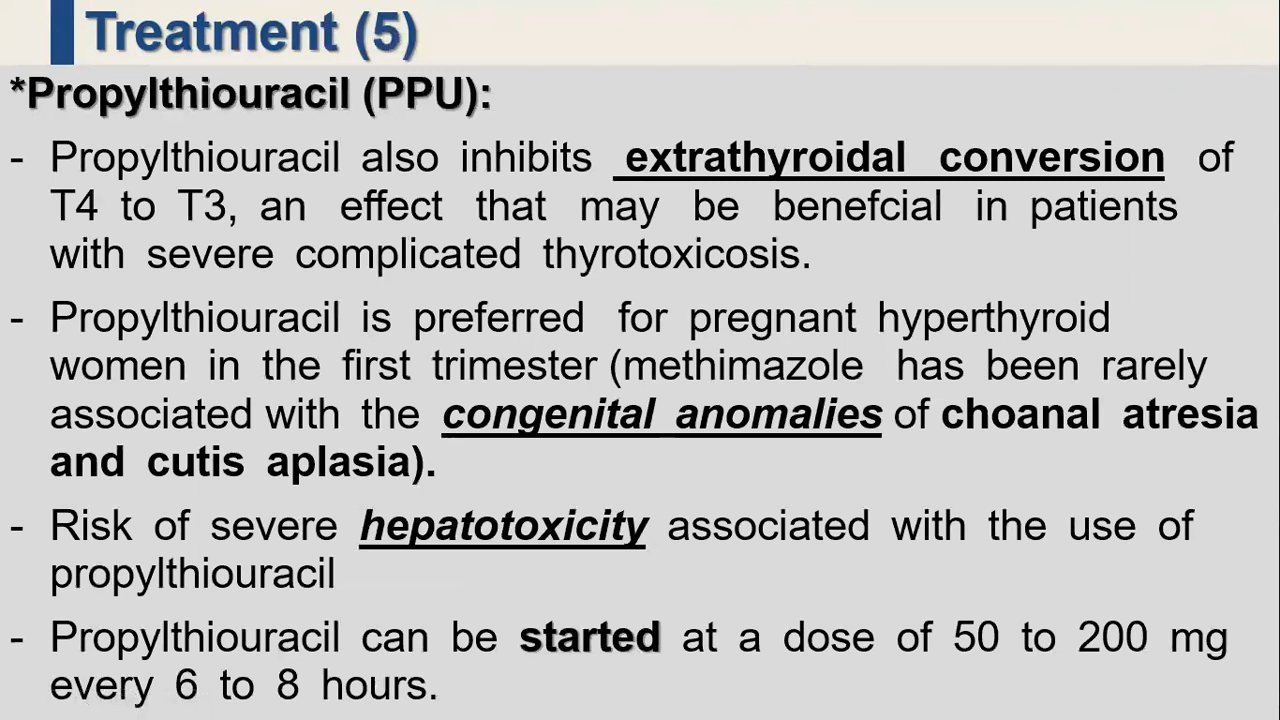 Treatment (5)
*Propylthiouracil (PPU):
- Propylthiouracil also inhibits extrathyroidal conversion of
T4 to T3, an effect that may be benefcial in patients
with severe complicated thyrotoxicosis.
- Propylthiouracil is preferred for pregnant hyperthyroid
women in the first trimester (methimazole has been rarely
associated with the congenital anomalies of choanal atresia
and cutis aplasia).
- Risk of severe hepatotoxicity associated with the use of
propylthiouracil
- Propylthiouracil can be started at a dose of 50 to 200 mg
every 6 to 8 hours.